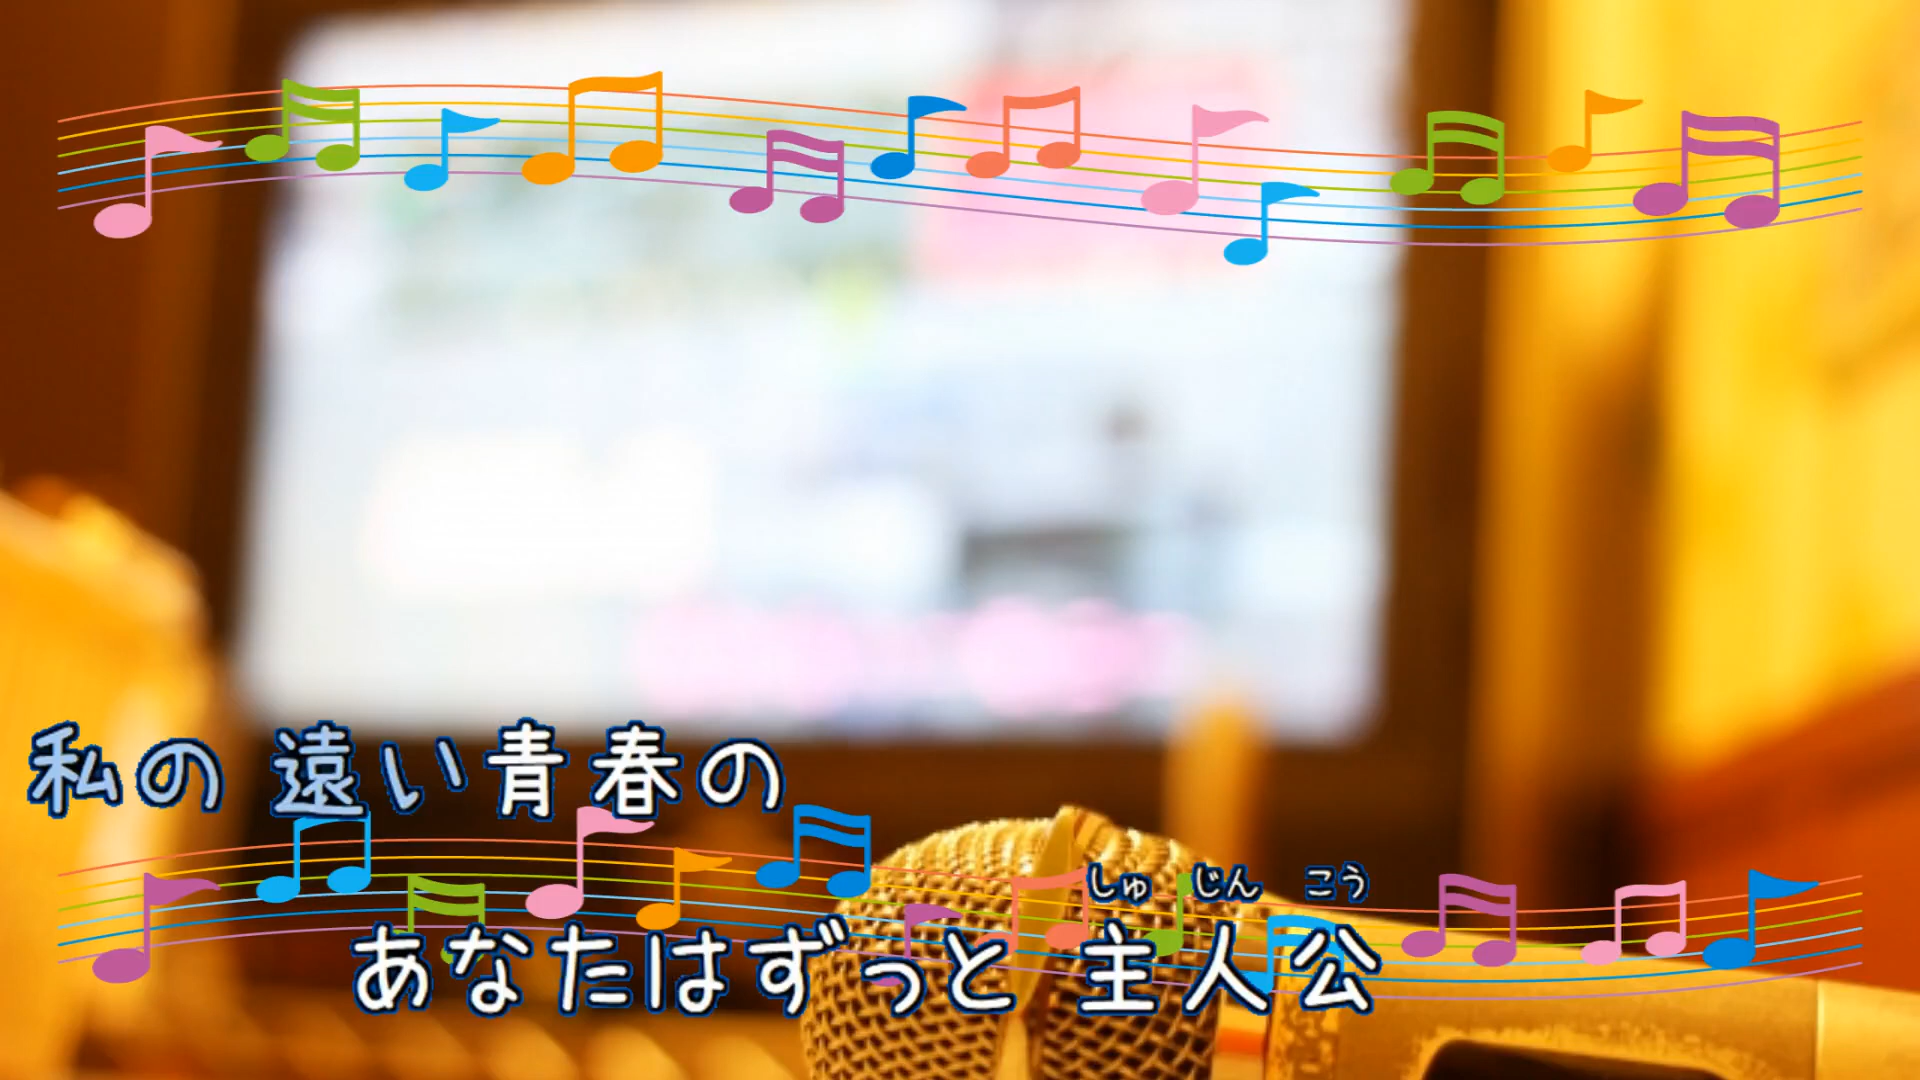 私の 遠い青春の
しゅ じん こう
あなたはずっと 主人公